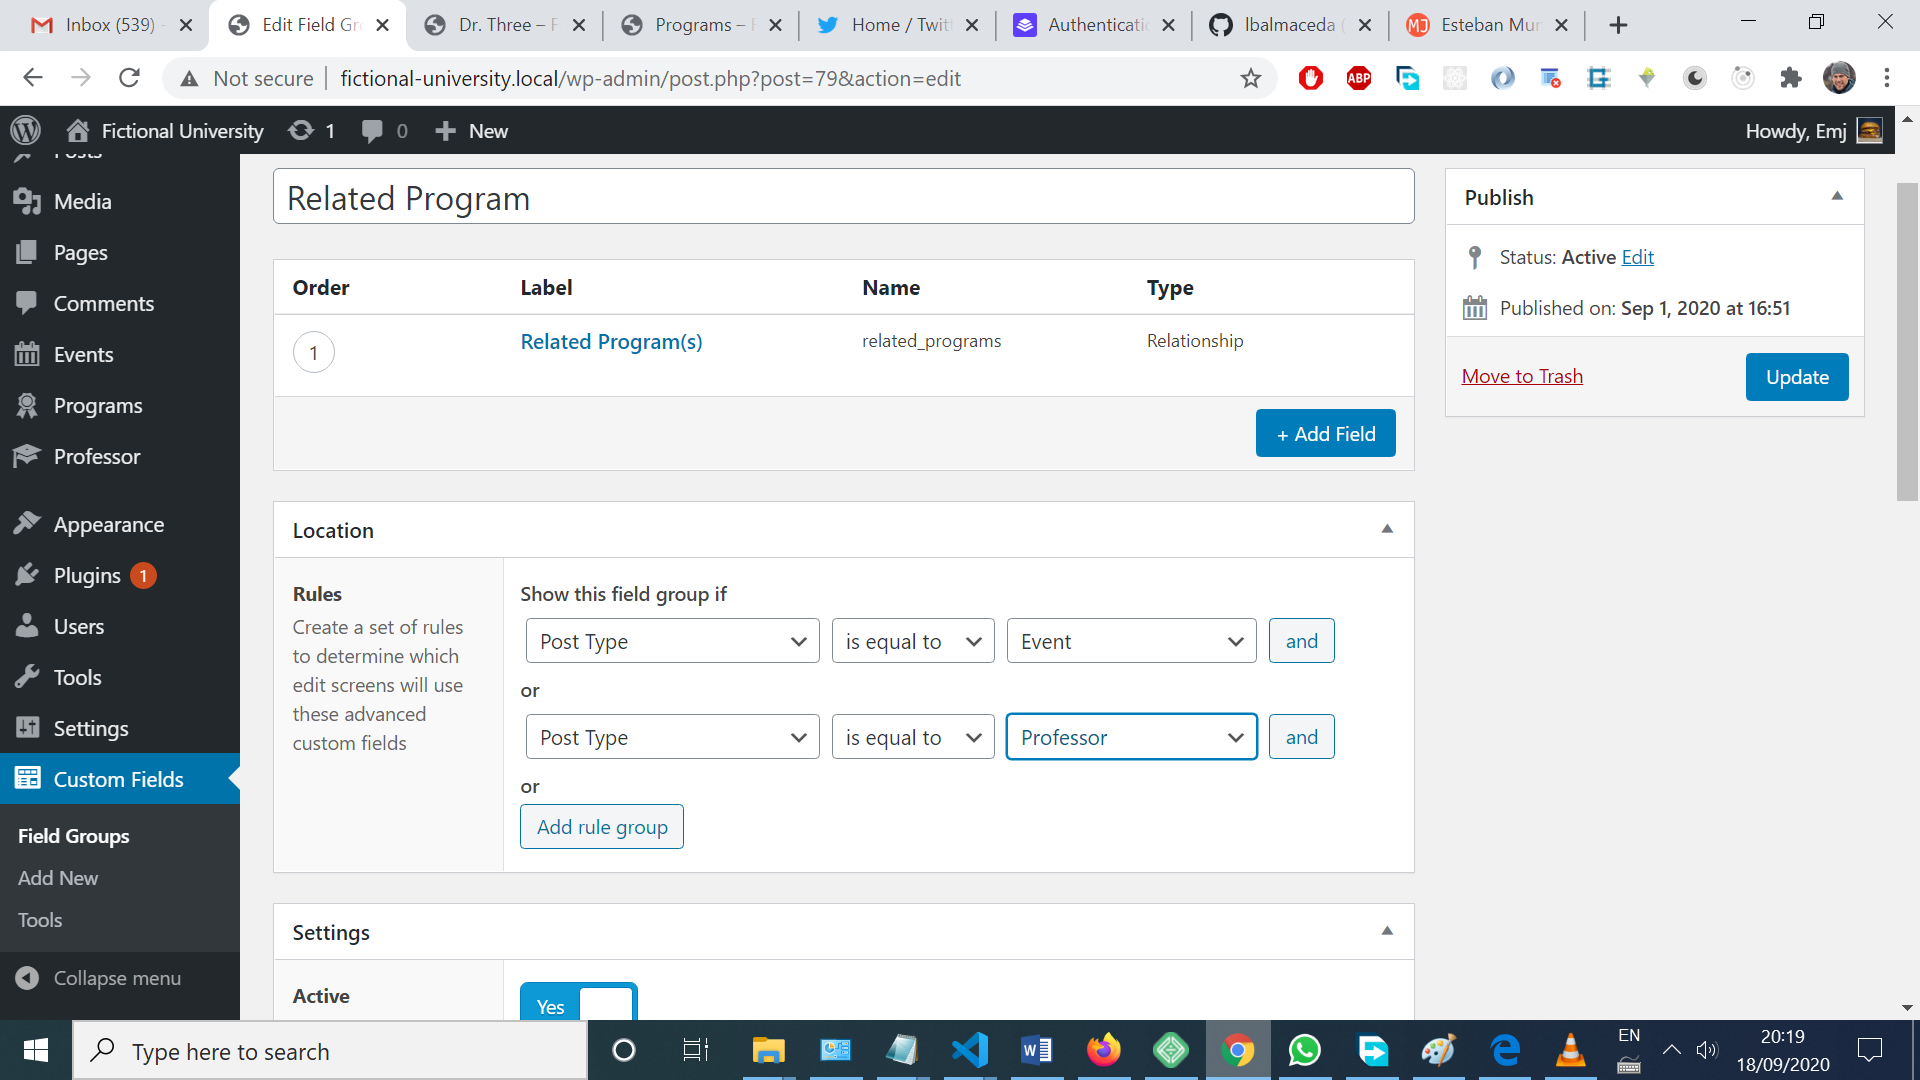 Inbox (539) -
Edit Field Gr
Dr. Three – F
Programs – F
Home / Twit
Authenticatio
lbalmaceda (
MJ
Esteban Mur
Not secure
fictional-university.local/wp-admin/post.php?post=79&action=edit
ABP
Fictional University
1
0
New
Howdy, Emj
Posts
Media
Pages
Comments
Events
Programs
Professor
Appearance
Plugins 1
Users
Tools
Settings
Custom Fields
Field Groups
Add New
Tools
Collapse menu
Related Program
Order Label Name Type
1 Related Program(s) related_programs Relationship
+ Add Field
Location
Rules
Create a set of rules
to determine which
edit screens will use
these advanced
custom fields
Show this field group if
Post Type is equal to Event and
or
Post Type is equal to Professor and
or
Add rule group
Settings
Active
Yes
Publish
Status: Active Edit
Published on: Sep 1, 2020 at 16:51
Move to Trash
Update
Type here to search
EN
20:19
18/09/2020